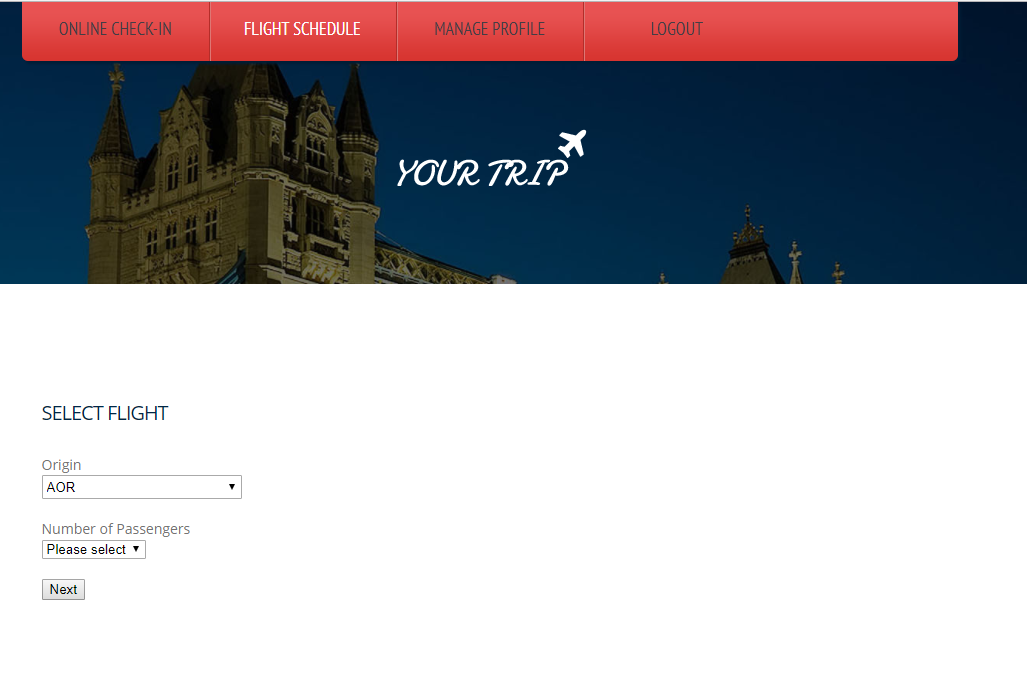 ONLINE CHECK-IN FLIGHT SCHEDULE MANAGE PROFILE LOGOUT
YOUR TRIP
SELECT FLIGHT
Origin
AOR
Number of Passengers
Please select
Next